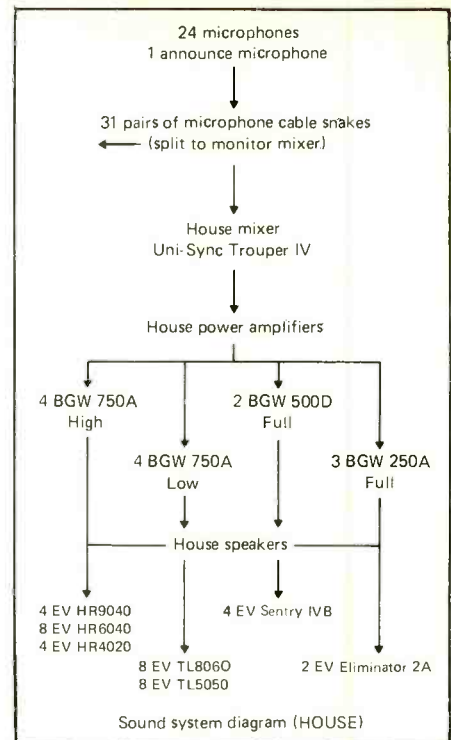 24 microphones
1 announce microphone
31 pairs of microphone cable snakes
(split to monitor mixer)
House mixer
Uni-Sync Trouper IV
House power amplifiers
4 BGW 750A
High
4 BGW 750A
Low
2 BGW 500D
Full
3 BGW 250A
Full
House speakers
4 EV HR9040
8 EV HR6040
4 EV HR4020
8 EV TL806O
8 EV TL5050
4 EV Sentry IVB
2 EV Eliminator 2A
Sound system diagram (HOUSE)